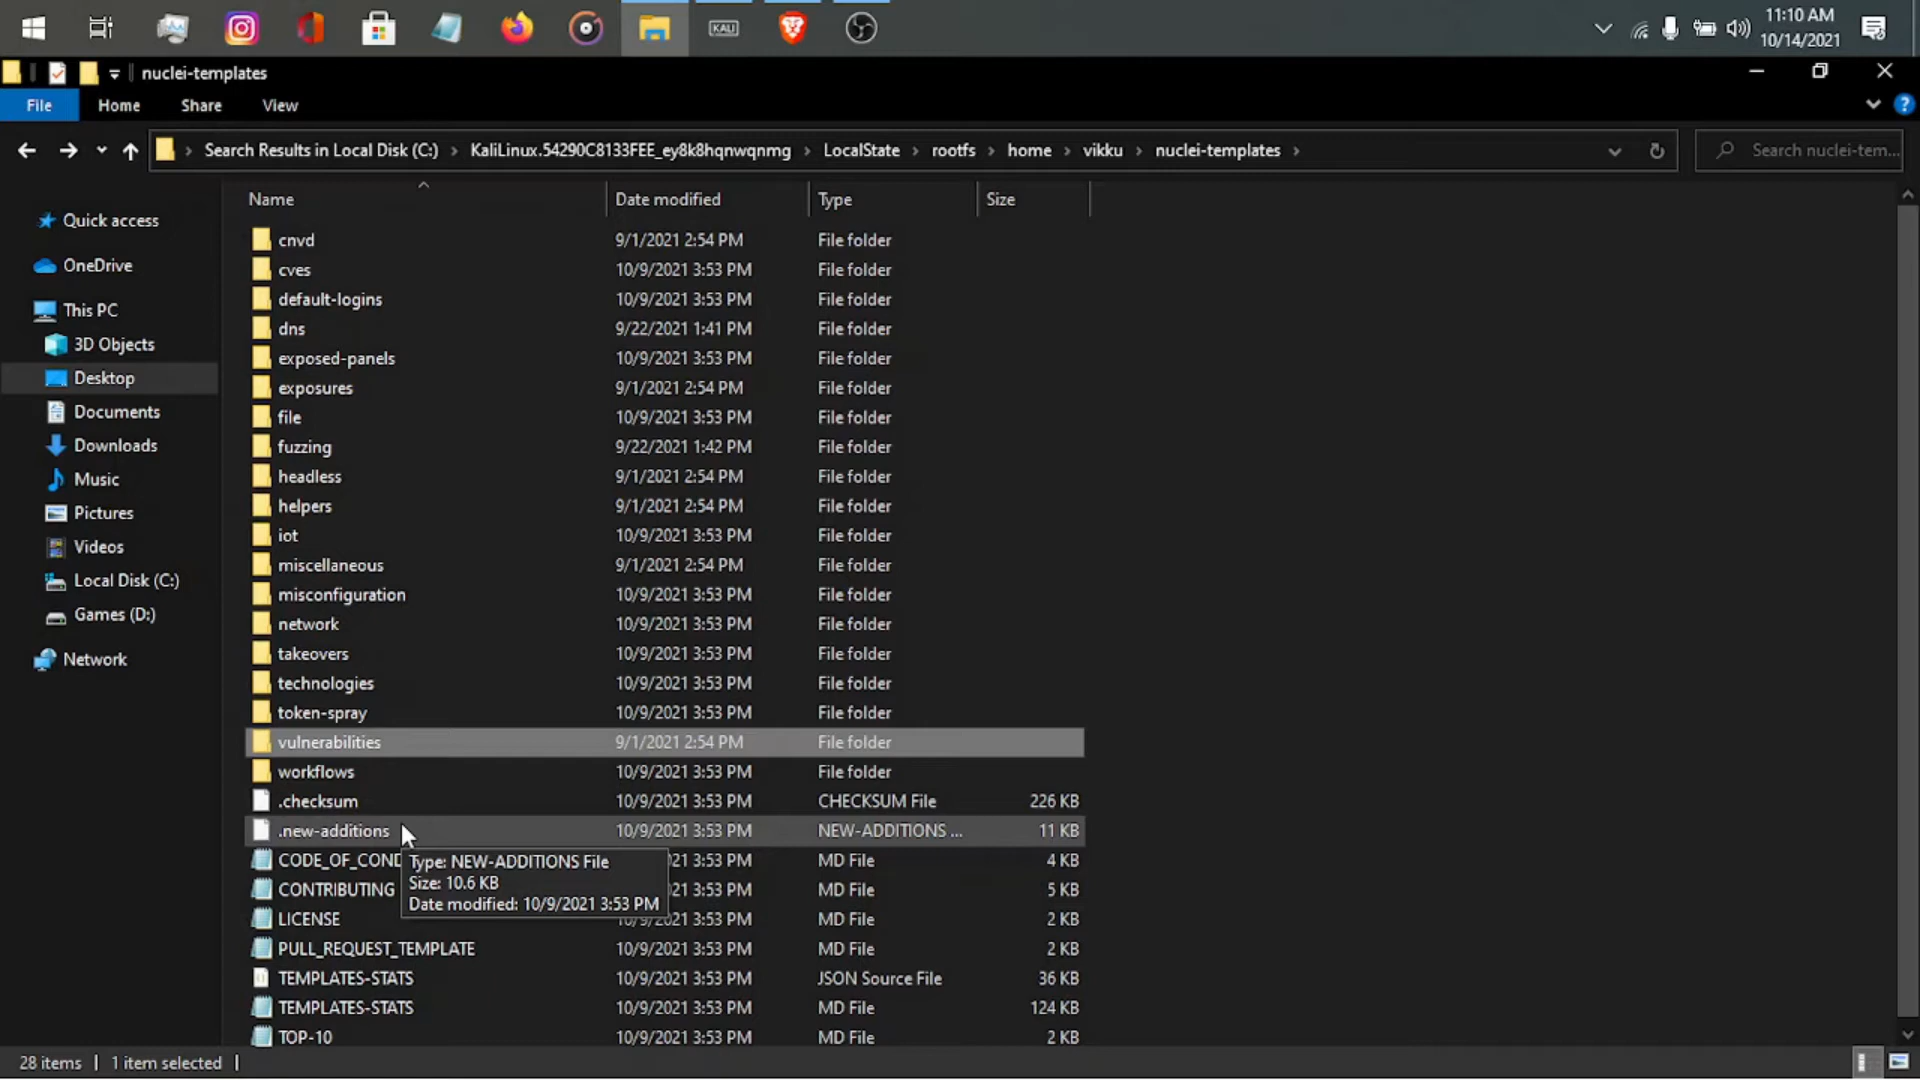 KALI
11:10 AM
10/14/2021
nuclei-templates
File Home Share View
Search Results in Local Disk (C:) KaliLinux.54290C8133FEE_ey8k8hqnwqnmg LocalState rootfs home vikku nuclei-templates Search nuclei-tem...
Name Date modified Type Size
Quick access
OneDrive
This PC
3D Objects
Desktop
Documents
Downloads
Music
Pictures
Videos
Local Disk (C:)
Games (D:)
Network
cnvd 9/1/2021 2:54 PM File folder
cves 10/9/2021 3:53 PM File folder
default-logins 10/9/2021 3:53 PM File folder
dns 9/22/2021 1:41 PM File folder
exposed-panels 10/9/2021 3:53 PM File folder
exposures 9/1/2021 2:54 PM File folder
file 10/9/2021 3:53 PM File folder
fuzzing 9/22/2021 1:42 PM File folder
headless 9/1/2021 2:54 PM File folder
helpers 9/1/2021 2:54 PM File folder
iot 10/9/2021 3:53 PM File folder
miscellaneous 9/1/2021 2:54 PM File folder
misconfiguration 10/9/2021 3:53 PM File folder
network 10/9/2021 3:53 PM File folder
takeovers 10/9/2021 3:53 PM File folder
technologies 10/9/2021 3:53 PM File folder
token-spray 10/9/2021 3:53 PM File folder
vulnerabilities 9/1/2021 2:54 PM File folder
workflows 10/9/2021 3:53 PM File folder
.checksum 10/9/2021 3:53 PM CHECKSUM File 226 KB
.new-additions 10/9/2021 3:53 PM NEW-ADDITIONS ... 11 KB
CODE_OF_COND 21 3:53 PM MD File 4 KB
CONTRIBUTING 21 3:53 PM MD File 5 KB
LICENSE 10/9/2021 3:53 PM MD File 2 KB
PULL_REQUEST_TEMPLATE 10/9/2021 3:53 PM MD File 2 KB
TEMPLATES-STATS 10/9/2021 3:53 PM JSON Source File 36 KB
TEMPLATES-STATS 10/9/2021 3:53 PM MD File 124 KB
TOP-10 10/9/2021 3:53 PM MD File 2 KB
Type: NEW-ADDITIONS File
Size: 10.6 KB
Date modified: 10/9/2021 3:53 PM
28 items 1 item selected